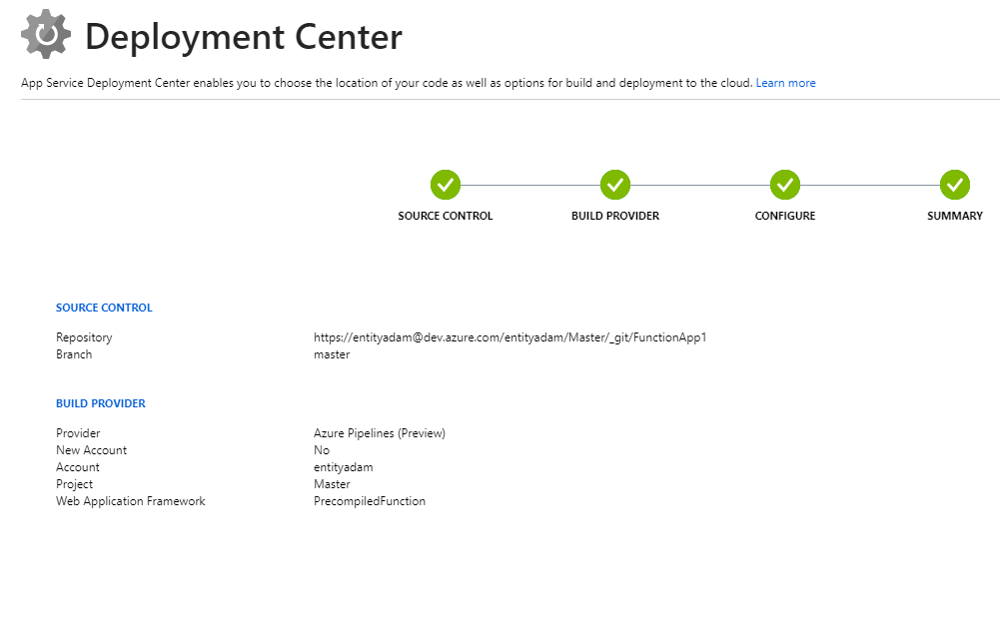 Deployment Center
App Service Deployment Center enables you to choose the location of your code as well as options for build and deployment to the cloud. Learn more
SOURCE CONTROL BUILD PROVIDER CONFIGURE SUMMARY
SOURCE CONTROL
Repository https://entityadam@dev.azure.com/entityadam/Master/_git/FunctionApp1
Branch master
BUILD PROVIDER
Provider Azure Pipelines (Preview)
New Account No
Account entityadam
Project Master
Web Application Framework PrecompiledFunction